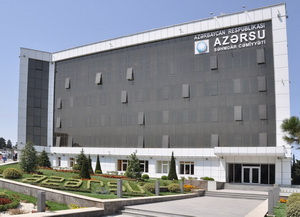 AZƏRBAYCAN RESPUBLİKASI
AZƏRSU
SƏHMDAR CƏMİYYƏTİ